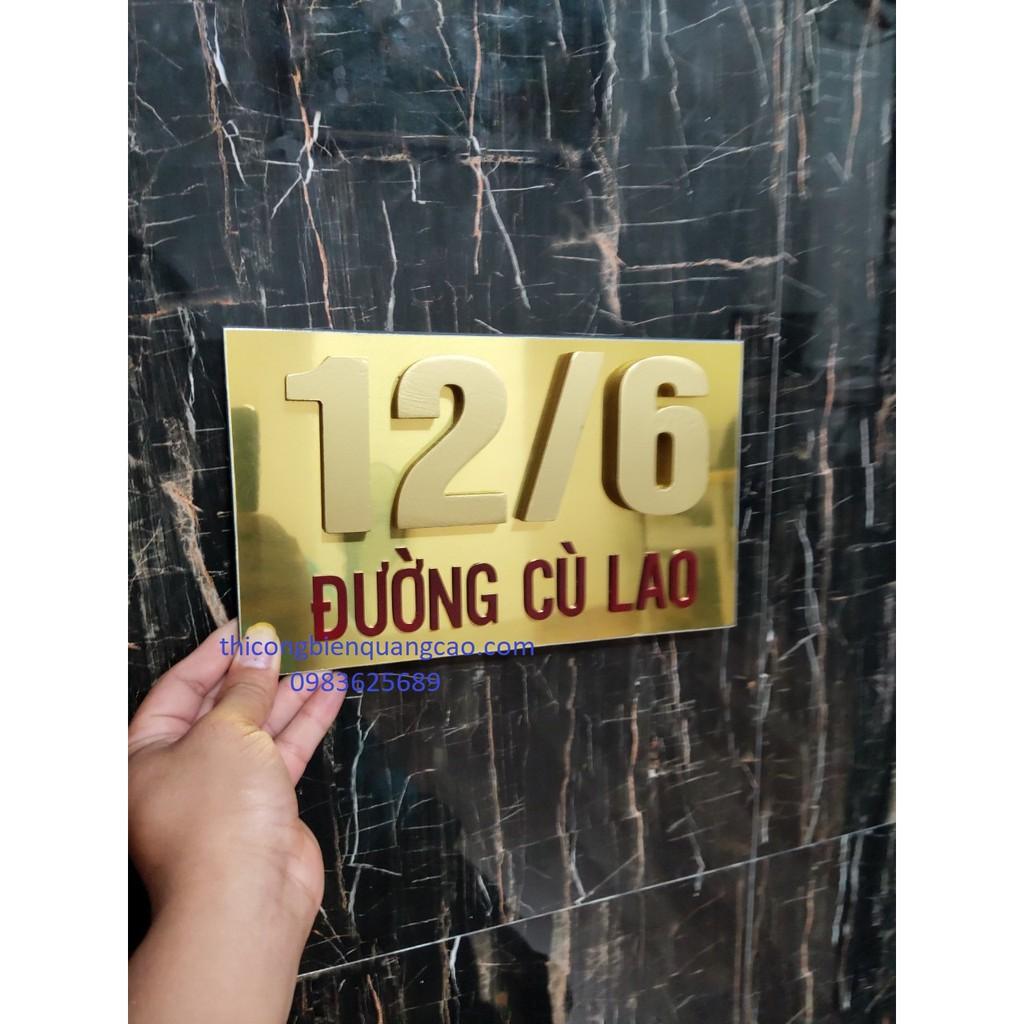 12/6
ĐƯỜNG CÙ LAO
thicongbienquangcao.com
0983625689